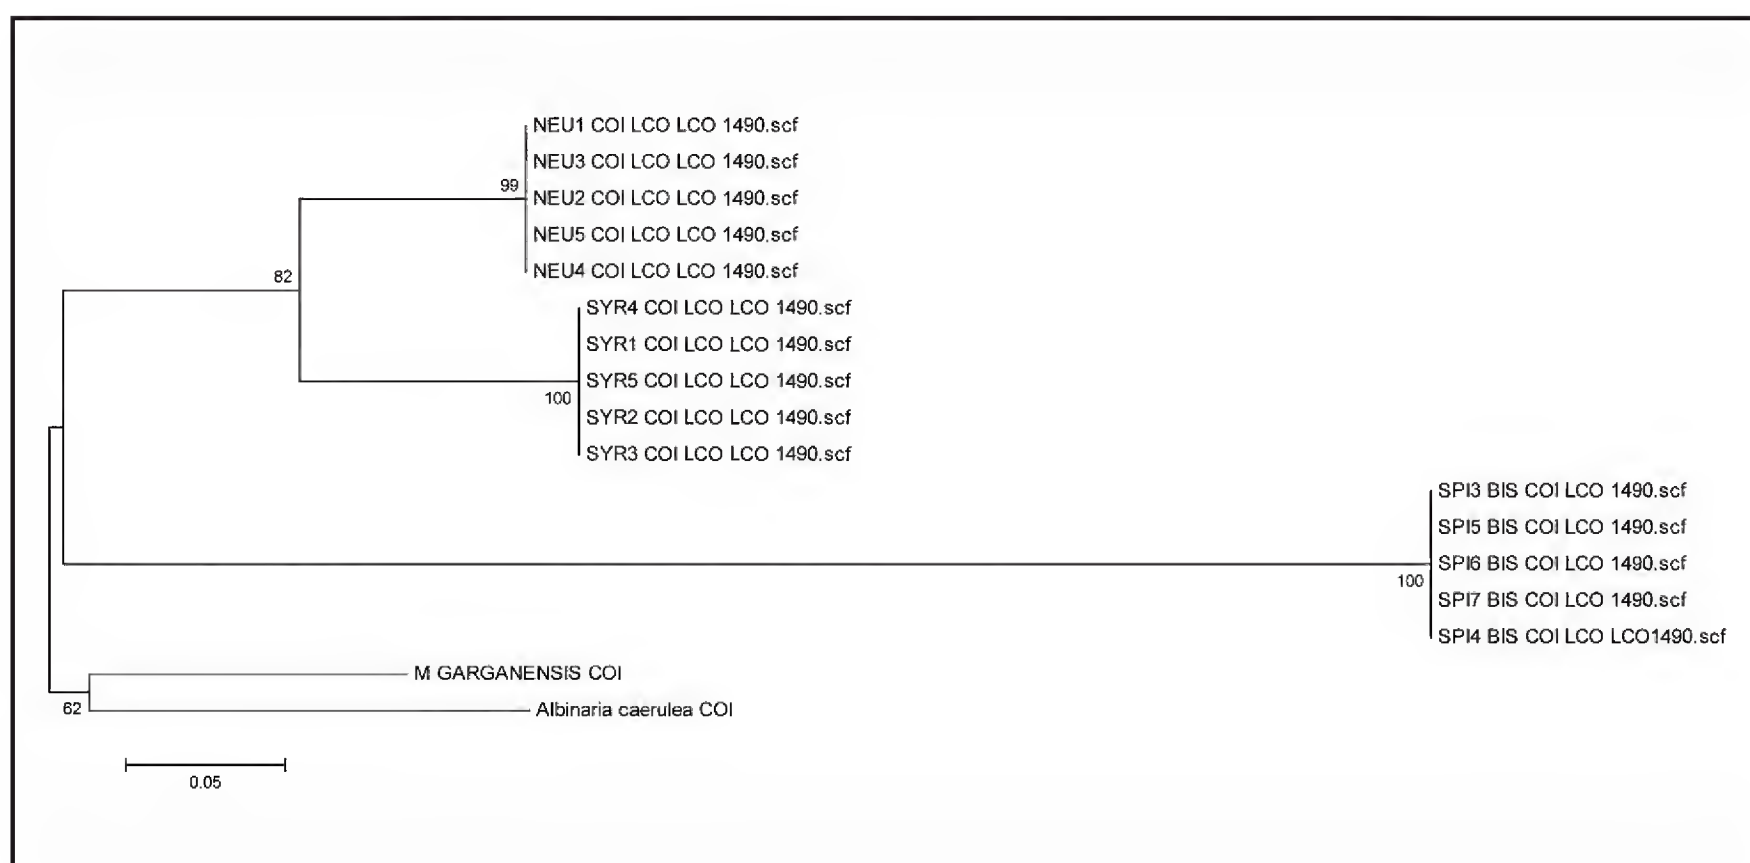 NEU1 COI LCO LCO 1490.scf
NEU3 COI LCO LCO 1490.scf
99
NEU2 COI LCO LCO 1490.scf
NEU5 COI LCO LCO 1490.scf
82
NEU4 COI LCO LCO 1490.scf
SYR4 COI LCO LCO 1490.scf
SYR1 COI LCO LCO 1490.scf
SYR5 COI LCO LCO 1490.scf
100
SYR2 COI LCO LCO 1490.scf
SYR3 COI LCO LCO 1490.scf
SPI3 BIS COI LCO 1490.scf
SPI5 BIS COI LCO 1490.scf
SPI6 BIS COI LCO 1490.scf
100
SPI7 BIS COI LCO 1490.scf
SPI4 BIS COI LCO LCO1490.scf
M GARGANENSIS COI
62
Albinaria caerulea COI
0.05